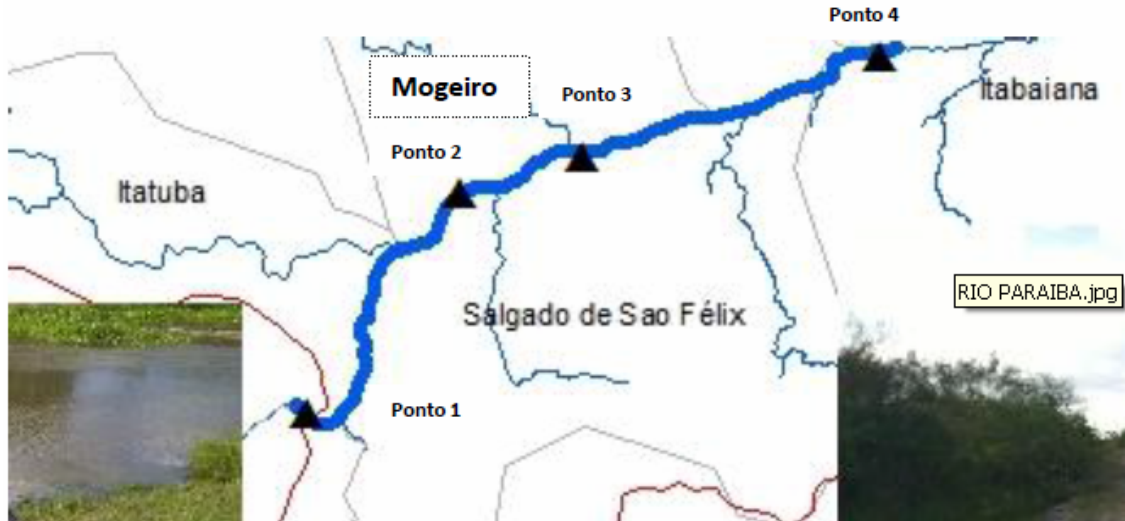 Ponto 4
Mogeiro
Ponto 3
Itabaiana
Ponto 2
Itatuba
RIO PARAIBA.jpg
Salgado de Sao Félix
Ponto 1